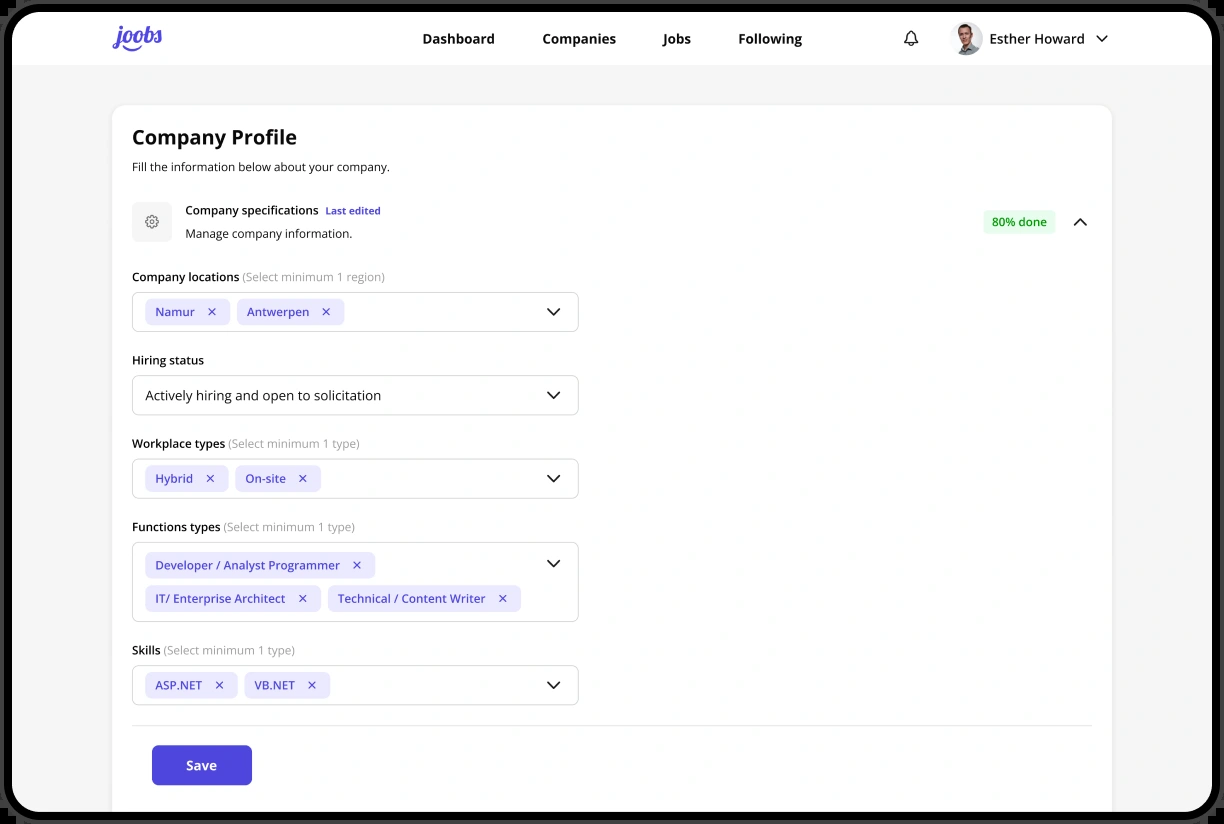 joobs
Dashboard Companies Jobs Following Esther Howard
Company Profile
Fill the information below about your company.
Company specifications Last edited
Manage company information.
80% done
Company locations (Select minimum 1 region)
Namur × Antwerpen ×
Hiring status
Actively hiring and open to solicitation
Workplace types (Select minimum 1 type)
Hybrid × On-site ×
Functions types (Select minimum 1 type)
Developer / Analyst Programmer ×
IT/ Enterprise Architect × Technical / Content Writer ×
Skills (Select minimum 1 type)
ASP.NET × VB.NET ×
Save